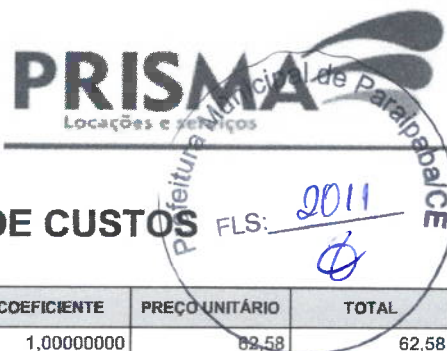 PRISMA
Locações e serviços
Prefeitura Municipal de Paraipaba/CE
DE CUSTOS
FLS: 2011
COEFICIENTE PREÇO UNITÁRIO TOTAL
1,00000000 62,58 62,58